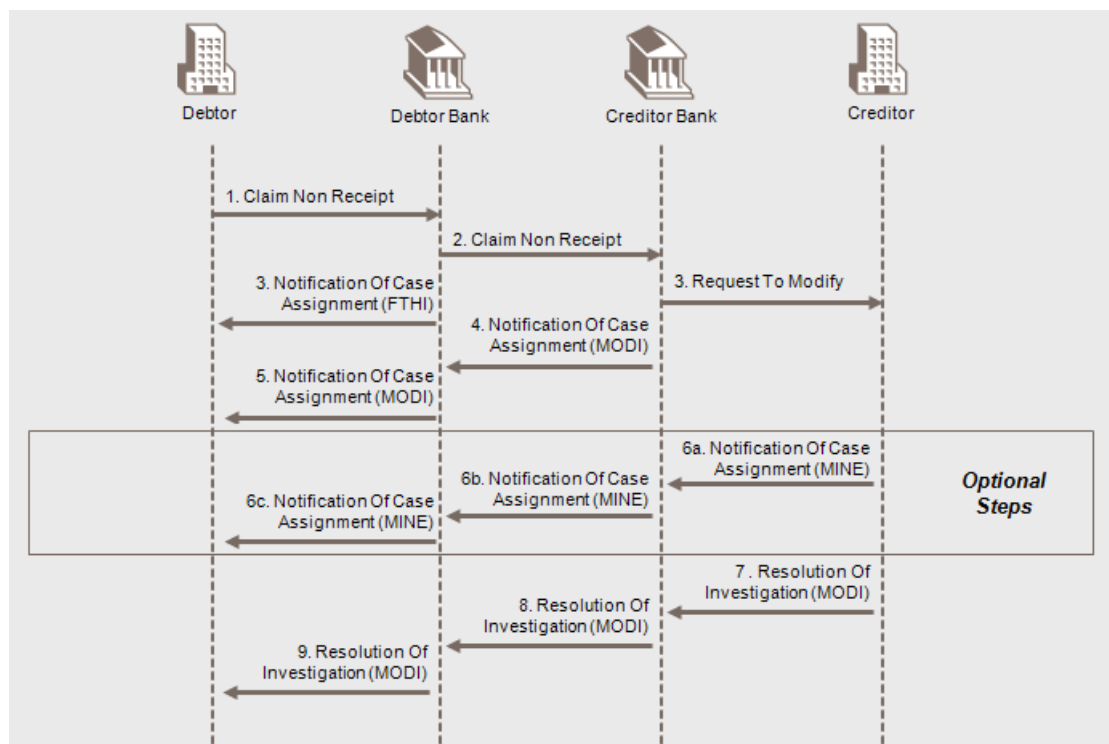 Debtor
Debtor Bank
Creditor Bank
Creditor
1. Claim Non Receipt
2. Claim Non Receipt
3. Notification Of Case
Assignment (FTHI)
3. Request To Modify
4. Notification Of Case
Assignment (MODI)
5. Notification Of Case
Assignment (MODI)
6a. Notification Of Case
Assignment (MINE)
6b. Notification Of Case
Assignment (MINE)
6c. Notification Of Case
Assignment (MINE)
Optional
Steps
7 . Resolution Of
Investigation (MODI)
8. Resolution Of
Investigation (MODI)
9. Resolution Of
Investigation (MODI)